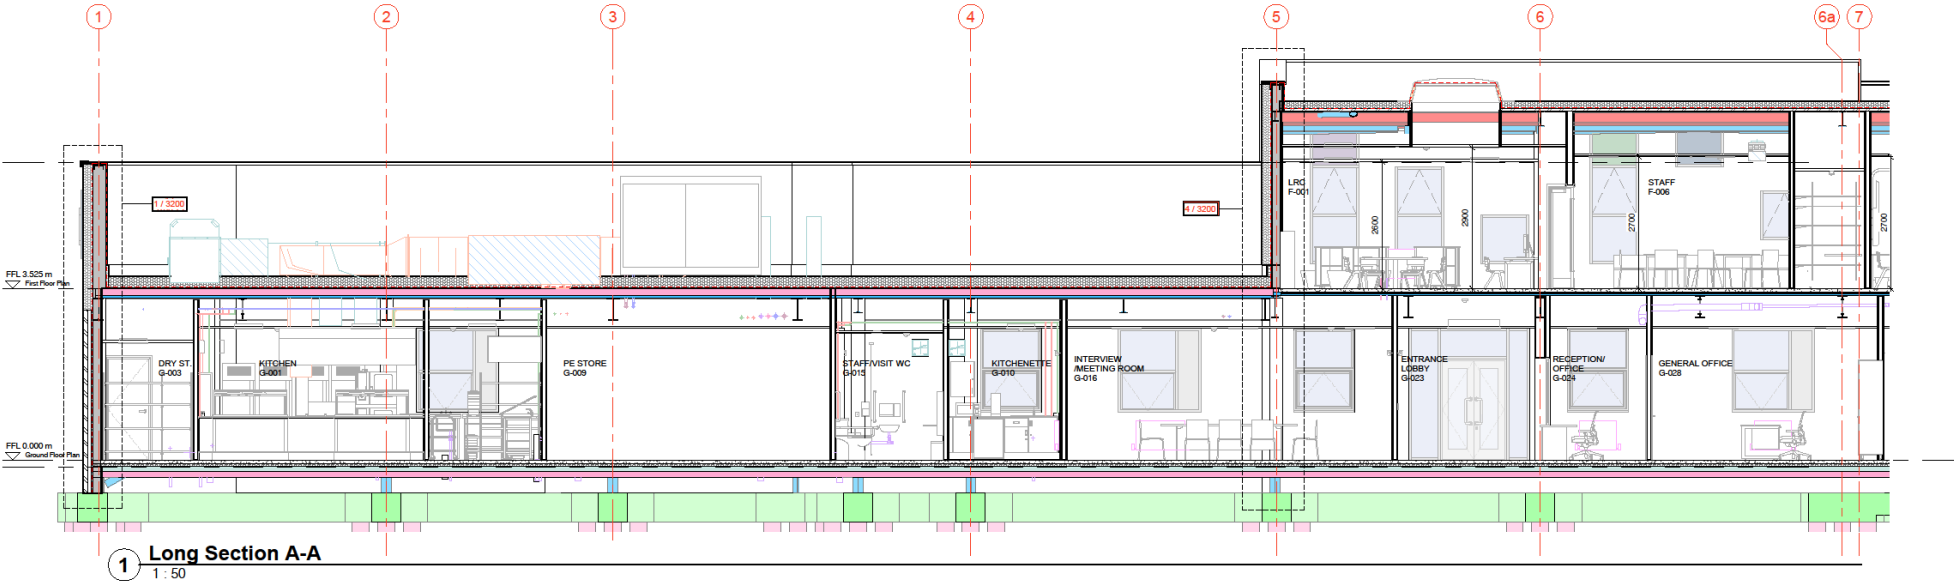 1
2
3
4
5
6
6a
7
1 / 3200
4 / 3200
LRC
F-001
STAFF
F-006
2600
2900
2700
2700
FFL 3.525 m
First Floor Plan
DRY ST.
G-003
KITCHEN
G-001
PE STORE
G-009
STAFF/VISIT WC
G-015
KITCHENETTE
G-010
INTERVIEW
/MEETING ROOM
G-016
ENTRANCE
LOBBY
G-023
RECEPTION/
OFFICE
G-024
GENERAL OFFICE
G-028
FFL 0.000 m
Ground Floor Plan
1
Long Section A-A
1 : 50